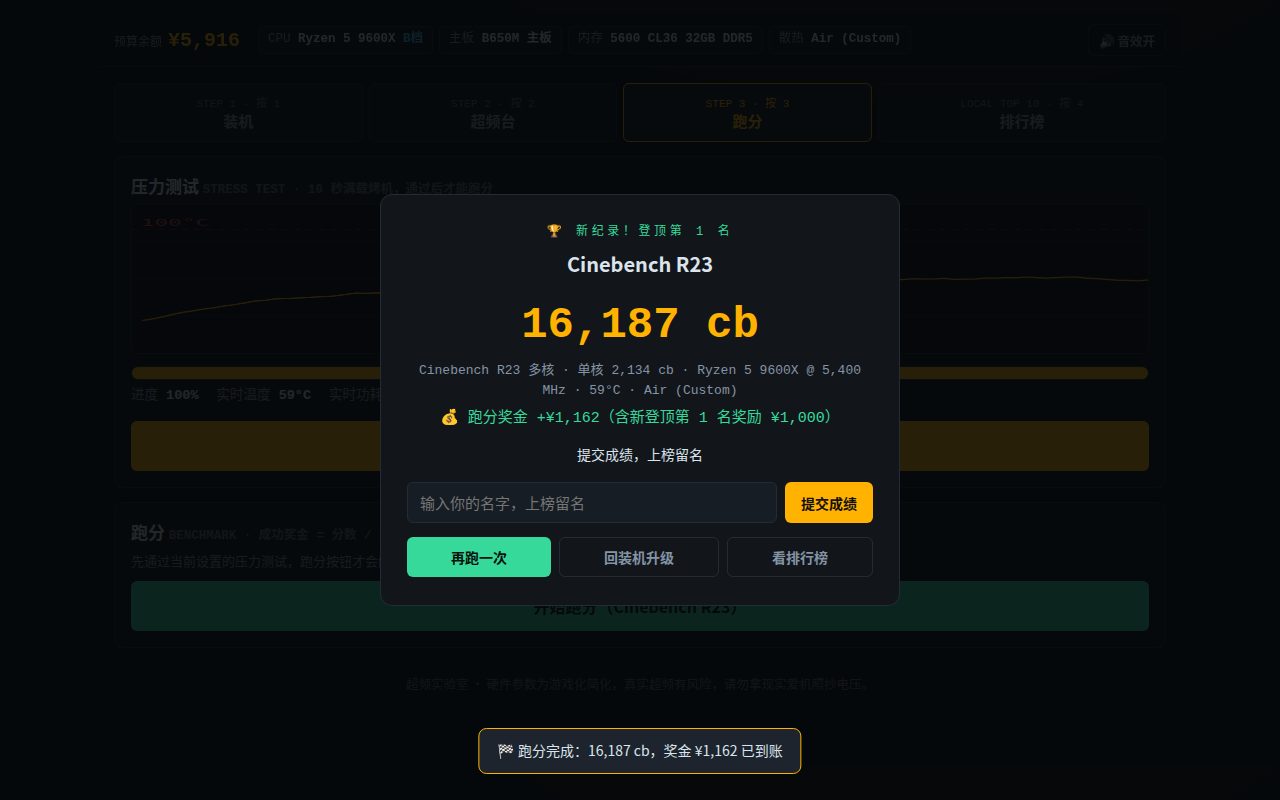 预算余额 ¥5,916 CPU Ryzen 5 9600X B档 主板 B650M 主板 内存 5600 CL36 32GB DDR5 散热 Air (Custom) 🔊 音效开
STEP 1 · 按 1 STEP 2 · 按 2 STEP 3 · 按 3 LOCAL TOP 10 · 按 4
装机 超频台 跑分 排行榜
压力测试 STRESS TEST · 10 秒满载烤机，通过后才能跑分
100°C
🏆 新纪录！登顶第 1 名
Cinebench R23
16,187 cb
Cinebench R23 多核 · 单核 2,134 cb · Ryzen 5 9600X @ 5,400
MHz · 59°C · Air (Custom)
进度 100% 实时温度 59°C 实时功耗
💰 跑分奖金 +¥1,162（含新登顶第 1 名奖励 ¥1,000）
提交成绩，上榜留名
输入你的名字，上榜留名 提交成绩
跑分 BENCHMARK · 成功奖金 = 分数 /
先通过当前设置的压力测试，跑分按钮才会
再跑一次 回装机升级 看排行榜
开始跑分（Cinebench R23）
超频实验室 · 硬件参数为游戏化简化，真实超频有风险，请勿拿现实爱机照抄电压。
🏁 跑分完成：16,187 cb，奖金 ¥1,162 已到账